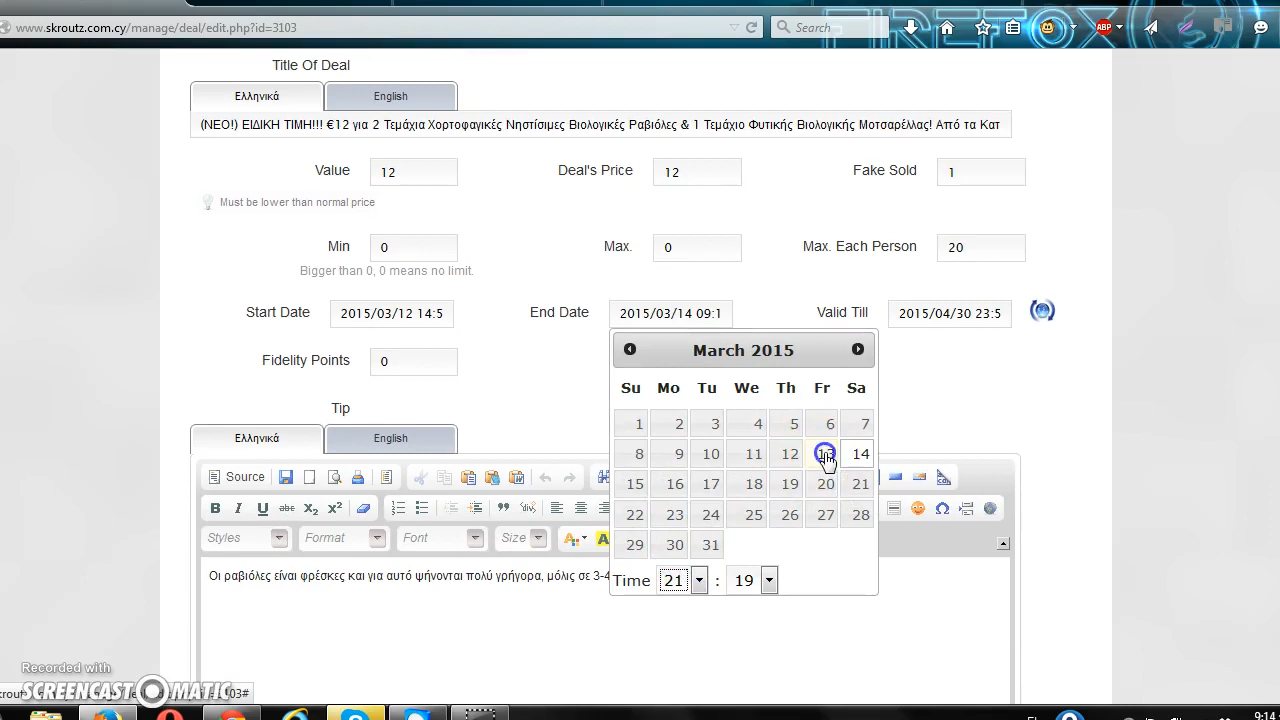 www.skroutz.com.cy/manage/deal/edit.php?id=3103
Search
ABP
FIREFOX
Title Of Deal
Ελληνικά English
(ΝΕΟ!) ΕΙΔΙΚΗ ΤΙΜΗ!!! €12 για 2 Τεμάχια Χορτοφαγικές Νηστίσιμες Βιολογικές Ραβιόλες & 1 Τεμάχιο Φυτικής Βιολογικής Μοτσαρέλλας! Από τα Κατ
Value 12 Deal's Price 12 Fake Sold 1
Must be lower than normal price
Min 0 Max. 0 Max. Each Person 20
Bigger than 0, 0 means no limit.
Start Date 2015/03/12 14:5 End Date 2015/03/14 09:1 Valid Till 2015/04/30 23:5
Fidelity Points 0
March 2015
Su Mo Tu We Th Fr Sa
1 2 3 4 5 6 7
8 9 10 11 12 13 14
15 16 17 18 19 20 21
22 23 24 25 26 27 28
29 30 31
Time 21 : 19
Tip
Ελληνικά English
Source
B I U abc X2 X2
Styles Format Font Size
Οι ραβιόλες είναι φρέσκες και για αυτό ψήνονται πολύ γρήγορα, μόλις σε 3-4
Recorded with
SCREENCAST MATIC
3103#
9:14